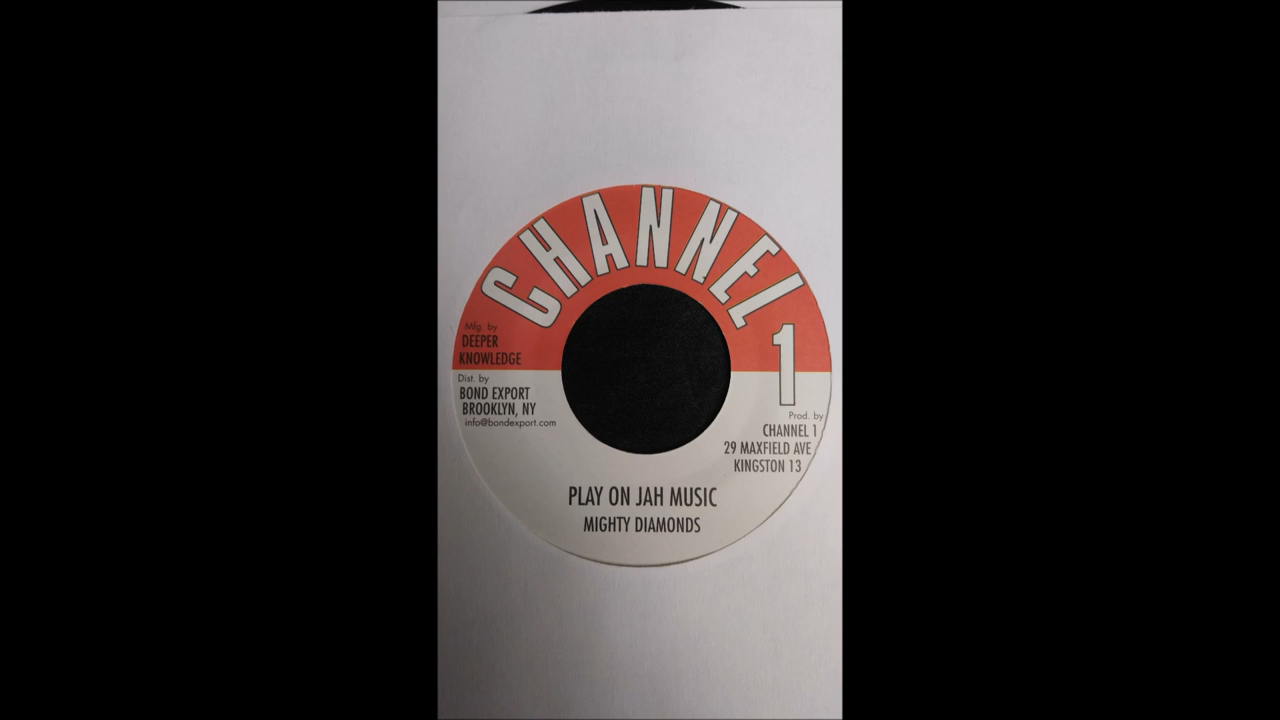 CHANNEL
1
Mfg. by
DEEPER
KNOWLEDGE
Dist. by
BOND EXPORT
BROOKLYN, NY
info@bondexport.com
Prod. by
CHANNEL 1
29 MAXFIELD AVE
KINGSTON 13
PLAY ON JAH MUSIC
MIGHTY DIAMONDS